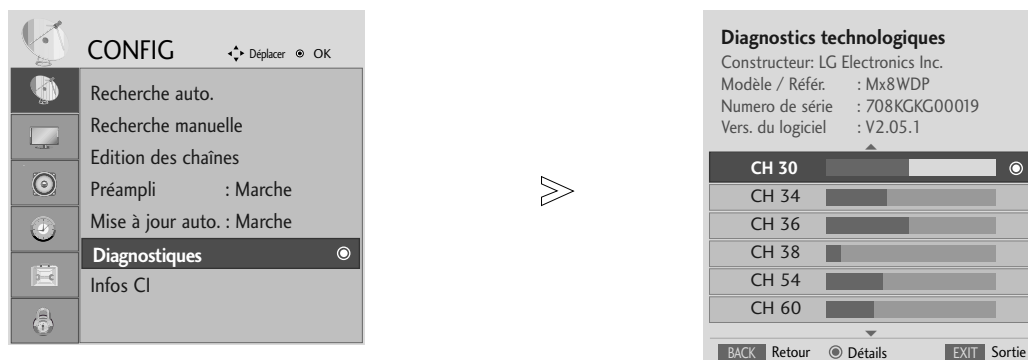 CONFIG
Déplacer OK
Recherche auto.
Recherche manuelle
Edition des chaînes
Préampli : Marche
Mise à jour auto. : Marche
Diagnostiques
Infos CI
Diagnostics technologiques
Constructeur: LG Electronics Inc.
Modèle / Référ. : Mx8WDP
Numero de série : 708KGKG00019
Vers. du logiciel : V2.05.1
CH 30
CH 34
CH 36
CH 38
CH 54
CH 60
BACK Retour Détails EXIT Sortie